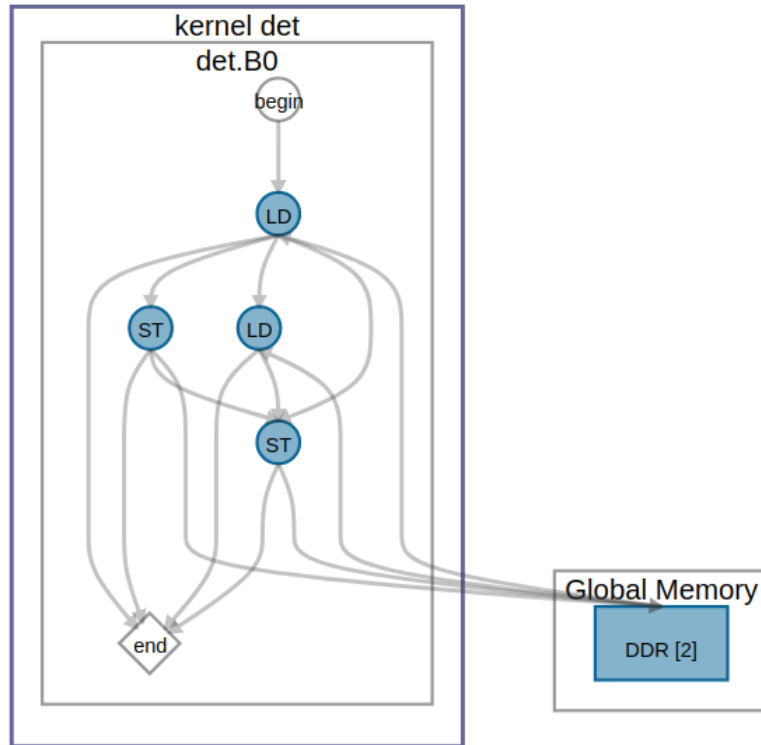 kernel det
det.B0
begin
LD
ST
LD
ST
end
Global Memory
DDR [2]